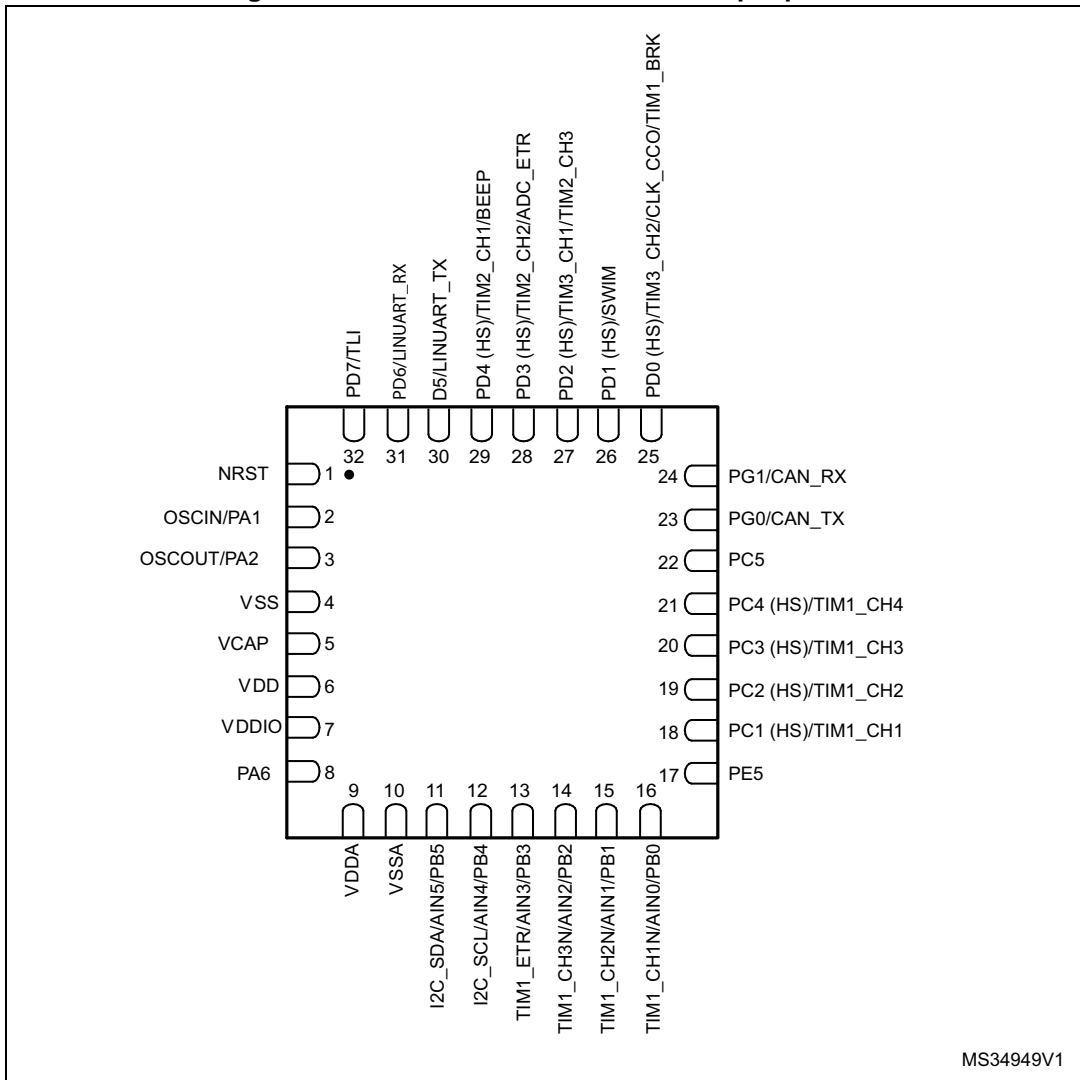 PD7/TLI
PD6/LINUART_RX
D5/LINUART_TX
PD4 (HS)/TIM2_CH1/BEEP
PD3 (HS)/TIM2_CH2/ADC_ETR
PD2 (HS)/TIM3_CH1/TIM2_CH3
PD1 (HS)/SWIM
PD0 (HS)/TIM3_CH2/CLK_CCO/TIM1_BRK
32 31 30 29 28 27 26 25
NRST 1
OSCIN/PA1 2
OSCOUT/PA2 3
VSS 4
VCAP 5
VDD 6
VDDIO 7
PA6 8
24 PG1/CAN_RX
23 PG0/CAN_TX
22 PC5
21 PC4 (HS)/TIM1_CH4
20 PC3 (HS)/TIM1_CH3
19 PC2 (HS)/TIM1_CH2
18 PC1 (HS)/TIM1_CH1
17 PE5
9 10 11 12 13 14 15 16
VDDA
VSSA
I2C_SDA/AIN5/PB5
I2C_SCL/AIN4/PB4
TIM1_ETR/AIN3/PB3
TIM1_CH3N/AIN2/PB2
TIM1_CH2N/AIN1/PB1
TIM1_CH1N/AIN0/PB0
MS34949V1